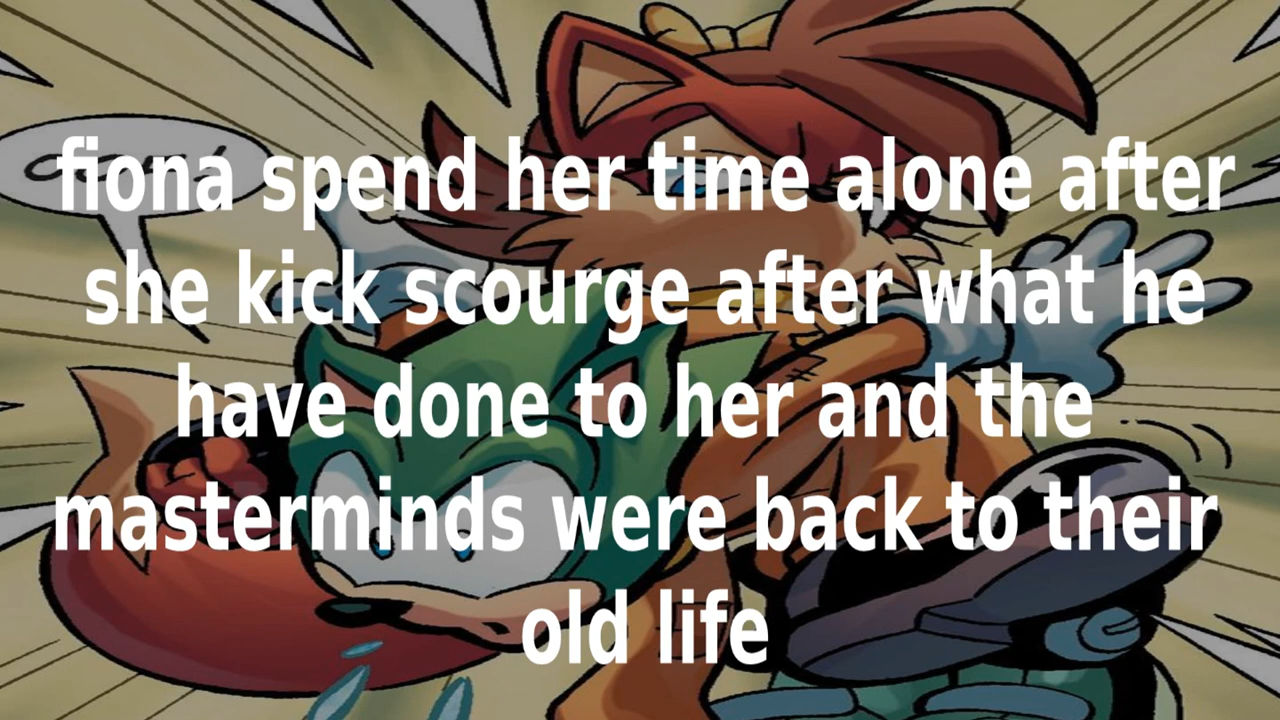 fiona spend her time alone after
she kick scourge after what he
have done to her and the
masterminds were back to their
old life